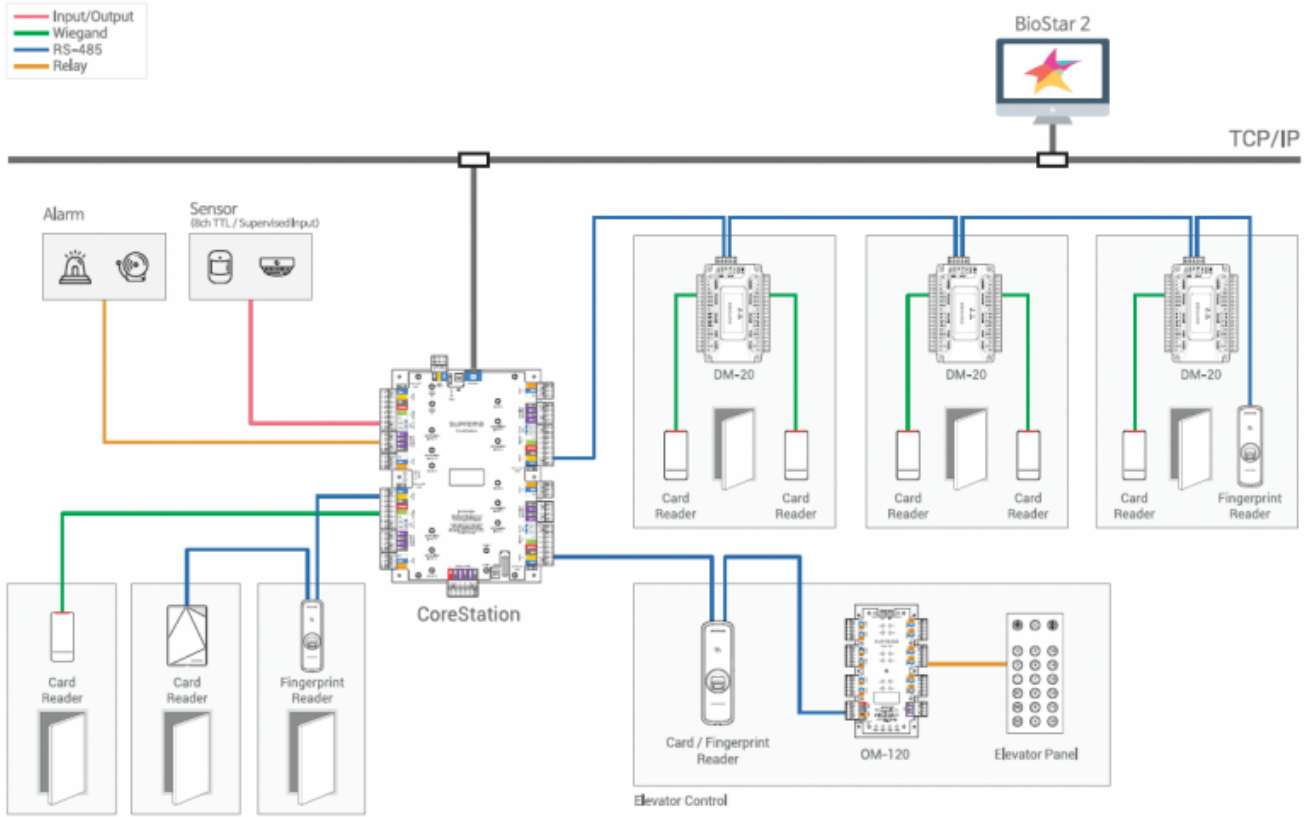 Input/Output
Wiegand
RS-485
Relay
BioStar 2
TCP/IP
Alarm
Sensor
(8ch TTL / Supervised Input)
DM-20
DM-20
DM-20
suprema
Card
Reader
Card
Reader
Card
Reader
Card
Reader
Card
Reader
Fingerprint
Reader
CoreStation
Card
Reader
Card
Reader
Fingerprint
Reader
Card / Fingerprint
Reader
OM-120
Elevator Panel
Elevator Control